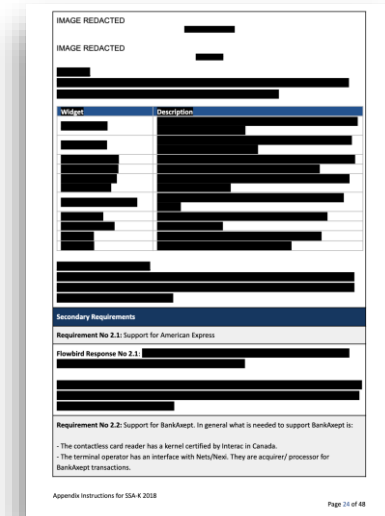 IMAGE REDACTED
IMAGE REDACTED
Widget Description
Secondary Requirements
Requirement No 2.1: Support for American Express
Flowbird Response No 2.1:
Requirement No 2.2: Support for BankAxept. In general what is needed to support BankAxept is:
- The contactless card reader has a kernel certified by Interac in Canada.
- The terminal operator has an interface with Nets/Nexi. They are acquirer/ processor for
BankAxept transactions.
Appendix Instructions for SSA-K 2018
Page 24 of 48